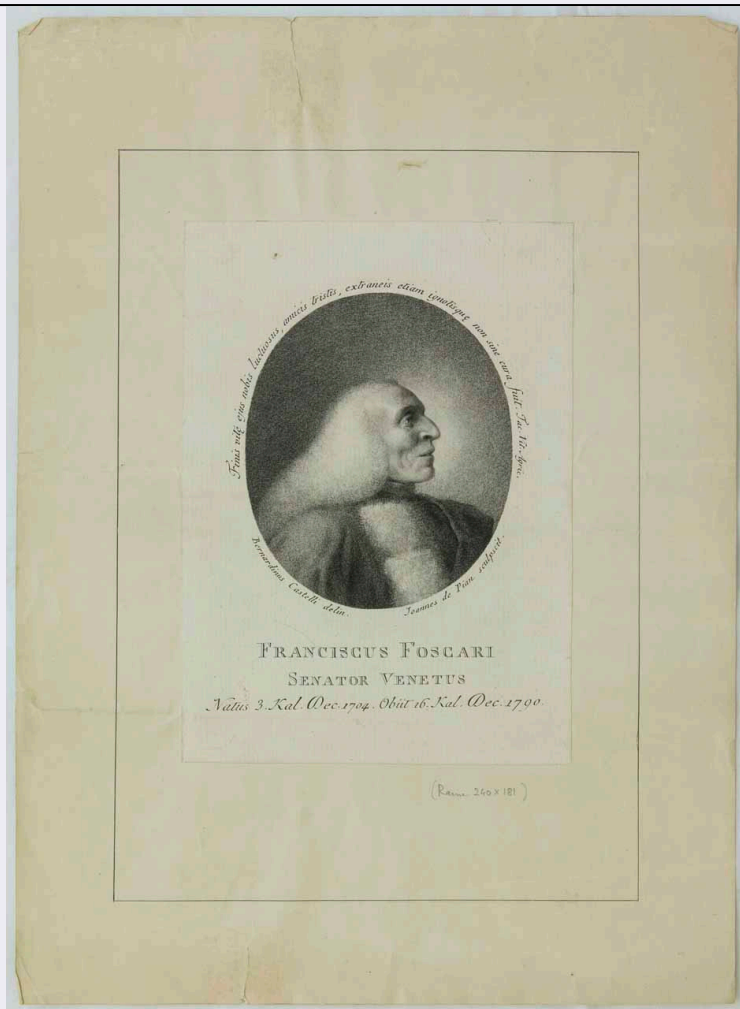 Finis vitę ejus nobis luctuosus, amicis tristis, extraneis etiam ignotisquę non sine cura fuit. Tac. Vit. Agric.
Bernardinus Castelli delin.
Joannes de Pian sculpsit.
FRANCISCUS FOSCARI
SENATOR VENETUS
Natus 3. Kal. Dec. 1704. Obiit 16. Kal. Dec. 1790.
(Rame 240 x 181)